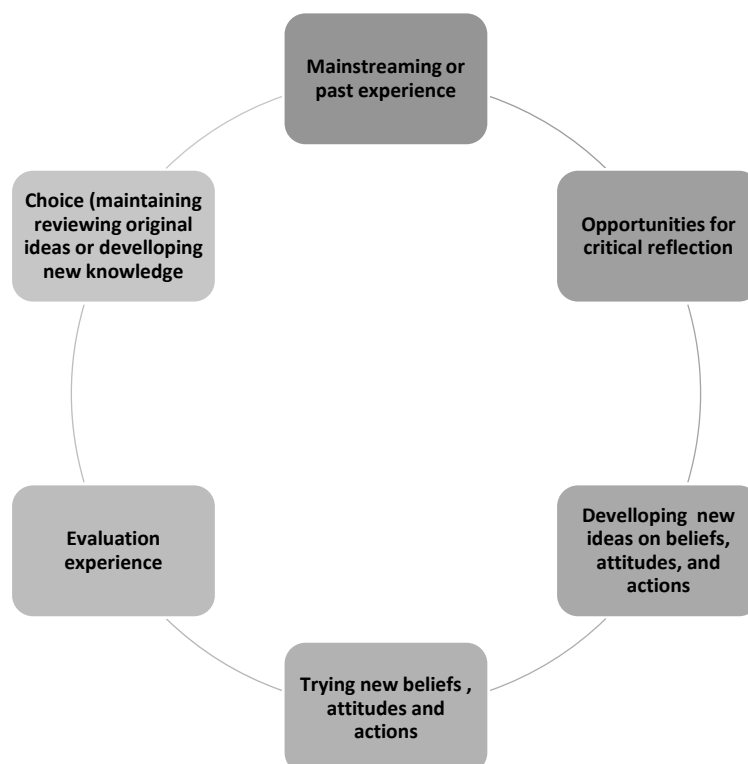 Mainstreaming or
past experience
Opportunities for
critical reflection
Develloping new
ideas on beliefs,
attitudes, and
actions
Trying new beliefs ,
attitudes and
actions
Evaluation
experience
Choice (maintaining
reviewing original
ideas or develloping
new knowledge